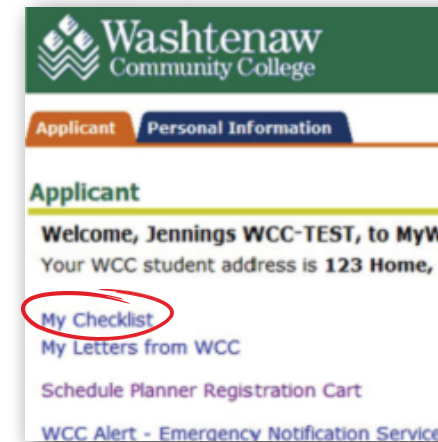 Washtenaw
Community College
Applicant Personal Information
Applicant
Welcome, Jennings WCC-TEST, to MyW
Your WCC student address is 123 Home,
My Checklist
My Letters from WCC
Schedule Planner Registration Cart
WCC Alert - Emergency Notification Service